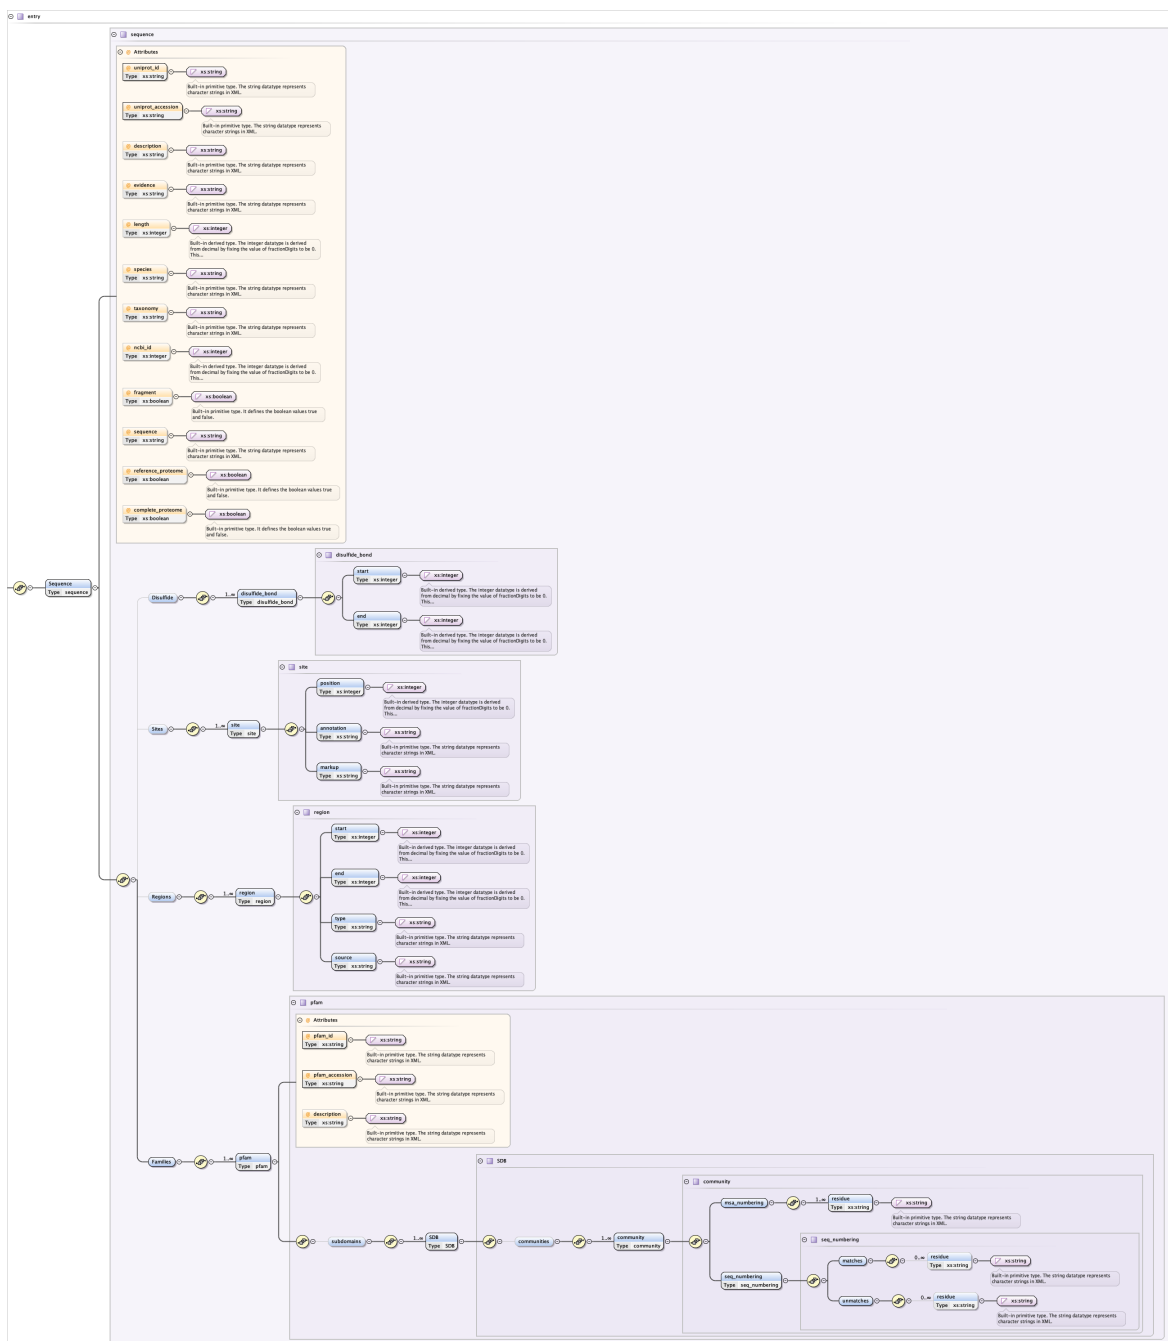 entry
sequence
Attributes
uniprot_id
Type xs:string
xs:string
Built-in primitive type. The string datatype represents
character strings in XML.
uniprot_accession
Type xs:string
xs:string
Built-in primitive type. The string datatype represents
character strings in XML.
description
Type xs:string
xs:string
Built-in primitive type. The string datatype represents
character strings in XML.
evidence
Type xs:string
xs:string
Built-in primitive type. The string datatype represents
character strings in XML.
length
Type xs:integer
xs:integer
Built-in derived type. The integer datatype is derived
from decimal by fixing the value of fractionDigits to be 0.
This...
species
Type xs:string
xs:string
Built-in primitive type. The string datatype represents
character strings in XML.
taxonomy
Type xs:string
xs:string
Built-in primitive type. The string datatype represents
character strings in XML.
ncbi_id
Type xs:integer
xs:integer
Built-in derived type. The integer datatype is derived
from decimal by fixing the value of fractionDigits to be 0.
This...
fragment
Type xs:boolean
xs:boolean
Built-in primitive type. It defines the boolean values true
and false.
sequence
Type xs:string
xs:string
Built-in primitive type. The string datatype represents
character strings in XML.
reference_proteome
Type xs:boolean
xs:boolean
Built-in primitive type. It defines the boolean values true
and false.
complete_proteome
Type xs:boolean
xs:boolean
Built-in primitive type. It defines the boolean values true
and false.
Sequence
Type sequence
Disulfide
1..∞
disulfide_bond
Type disulfide_bond
disulfide_bond
start
Type xs:integer
xs:integer
Built-in derived type. The integer datatype is derived
from decimal by fixing the value of fractionDigits to be 0.
This...
end
Type xs:integer
xs:integer
Built-in derived type. The integer datatype is derived
from decimal by fixing the value of fractionDigits to be 0.
This...
Sites
1..∞
site
Type site
site
position
Type xs:integer
xs:integer
Built-in derived type. The integer datatype is derived
from decimal by fixing the value of fractionDigits to be 0.
This...
annotation
Type xs:string
xs:string
Built-in primitive type. The string datatype represents
character strings in XML.
markup
Type xs:string
xs:string
Built-in primitive type. The string datatype represents
character strings in XML.
Regions
1..∞
region
Type region
region
start
Type xs:integer
xs:integer
Built-in derived type. The integer datatype is derived
from decimal by fixing the value of fractionDigits to be 0.
This...
end
Type xs:integer
xs:integer
Built-in derived type. The integer datatype is derived
from decimal by fixing the value of fractionDigits to be 0.
This...
type
Type xs:string
xs:string
Built-in primitive type. The string datatype represents
character strings in XML.
source
Type xs:string
xs:string
Built-in primitive type. The string datatype represents
character strings in XML.
Families
1..∞
pfam
Type pfam
pfam
Attributes
pfam_id
Type xs:string
xs:string
Built-in primitive type. The string datatype represents
character strings in XML.
pfam_accession
Type xs:string
xs:string
Built-in primitive type. The string datatype represents
character strings in XML.
description
Type xs:string
xs:string
Built-in primitive type. The string datatype represents
character strings in XML.
subdomains
1..∞
SDB
Type SDB
SDB
communities
1..∞
community
Type community
community
msa_numbering
1..∞
residue
Type xs:string
xs:string
Built-in primitive type. The string datatype represents
character strings in XML.
seq_numbering
Type seq_numbering
seq_numbering
matches
0..∞
residue
Type xs:string
xs:string
Built-in primitive type. The string datatype represents
character strings in XML.
unmatches
0..∞
residue
Type xs:string
xs:string
Built-in primitive type. The string datatype represents
character strings in XML.